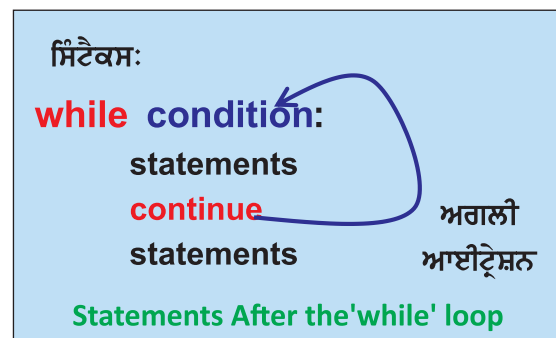 ਸਿੰਟੈਕਸ:
while condition:
statements
continue
statements
ਅਗਲੀ
ਆਈਟ੍ਰੇਸ਼ਨ
Statements After the'while' loop